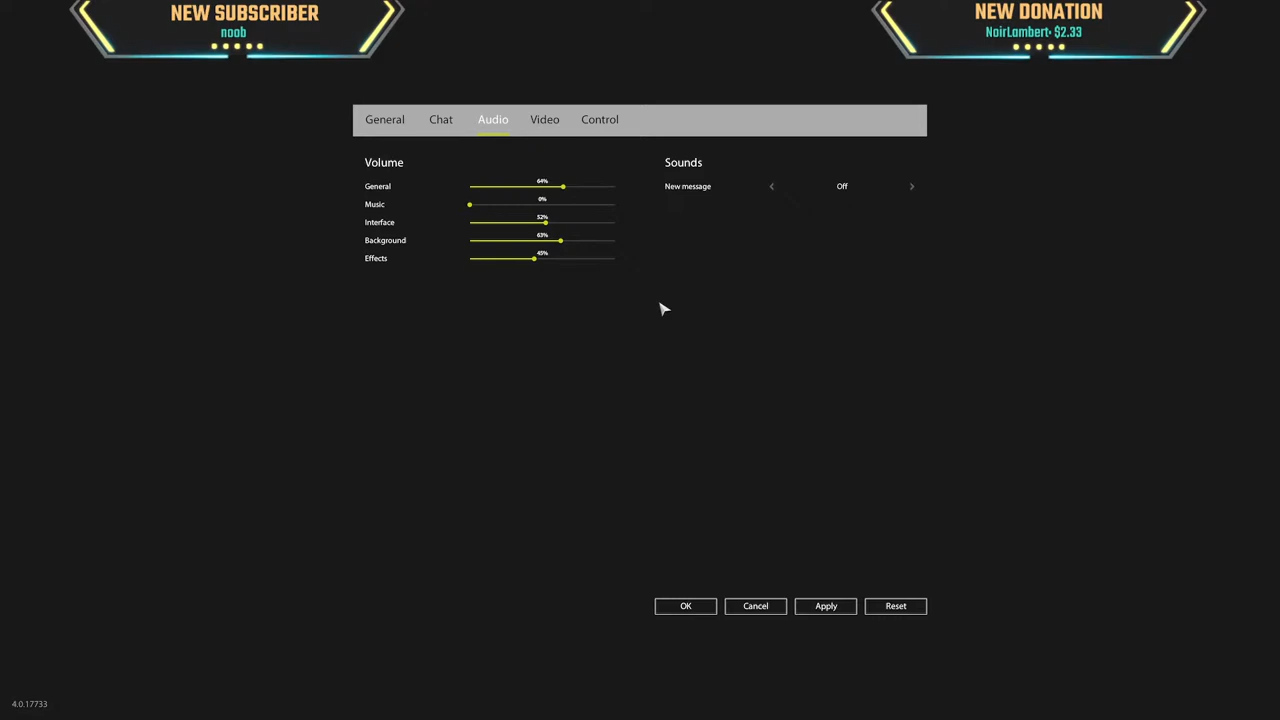 NEW SUBSCRIBER
noob
NEW DONATION
NoirLambert• $2.33
General Chat Audio Video Control
Volume
General 64%
Music 0%
Interface 52%
Background 63%
Effects 45%
Sounds
New message < Off >
OK Cancel Apply Reset
4.0.17733